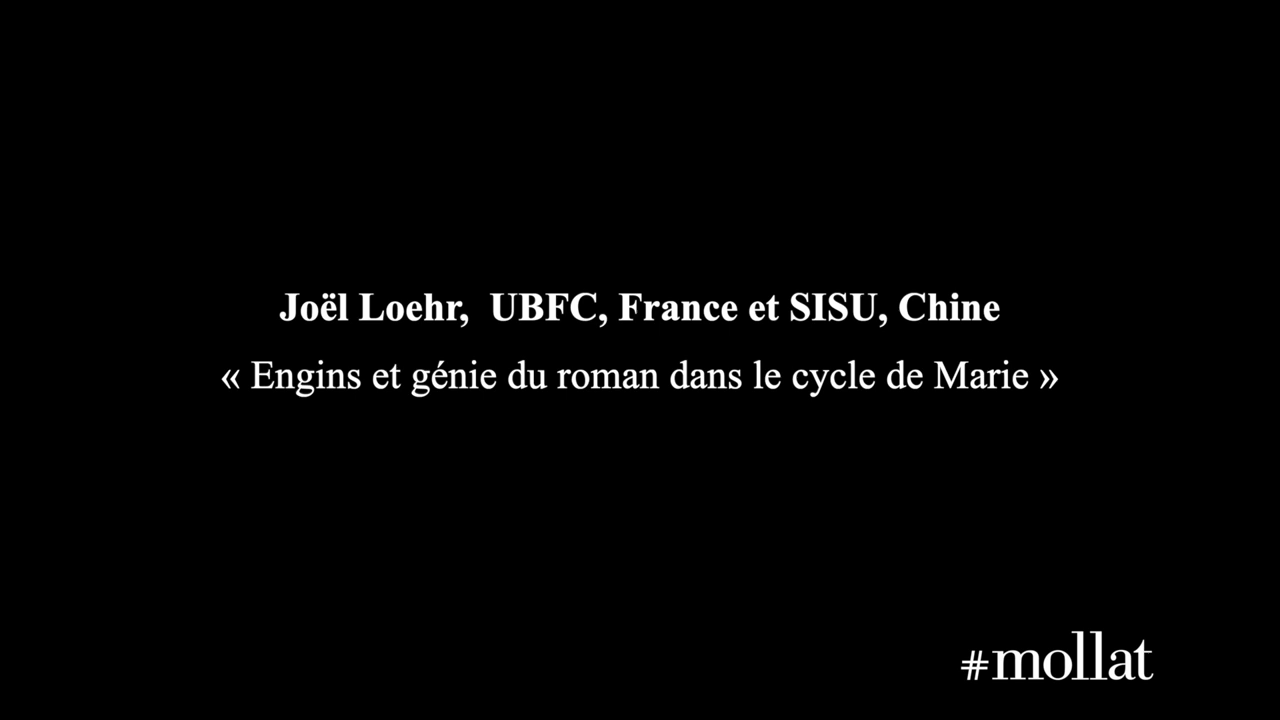 Joël Loehr,  UBFC, France et SISU, Chine
« Engins et génie du roman dans le cycle de Marie »
#mollat